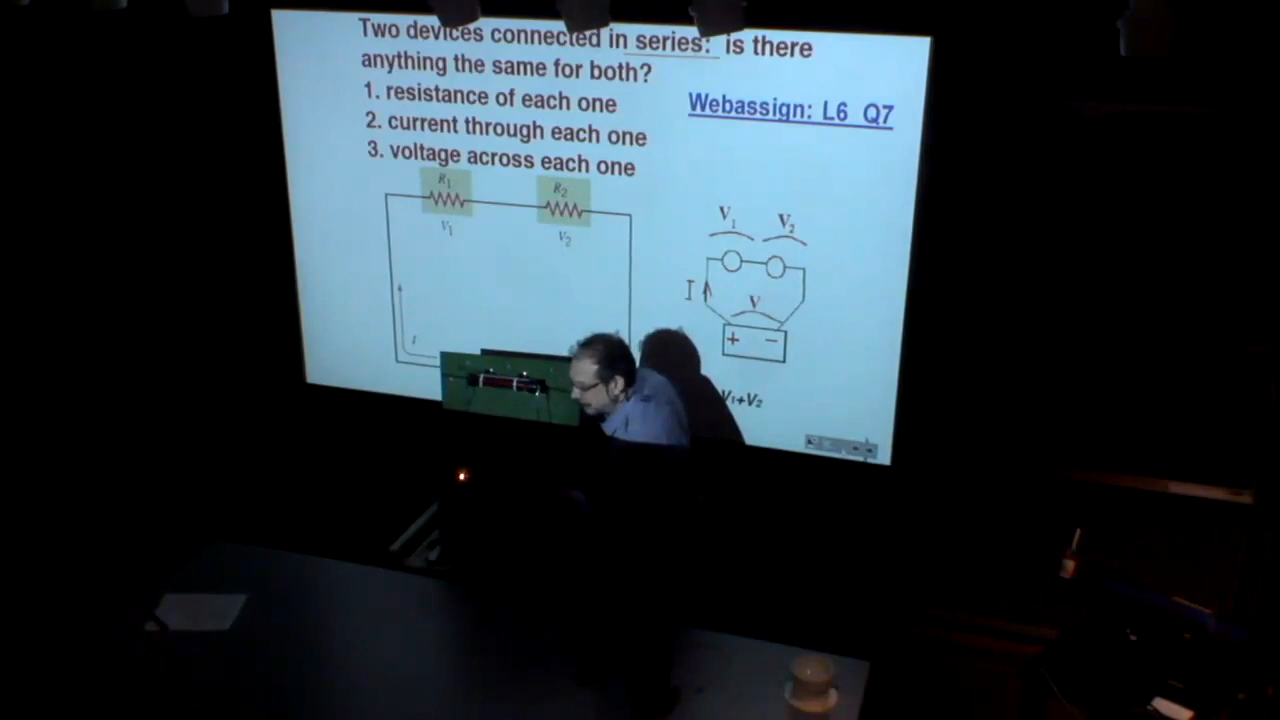 Two devices connected in series: is there
anything the same for both?
1. resistance of each one
2. current through each one
3. voltage across each one
Webassign: L6 Q7
R1
R2
V1
V2
I
V1
V2
I
V
+ −
V1+V2